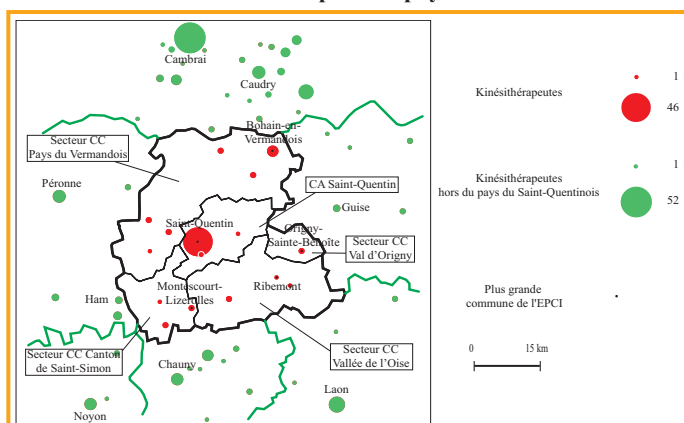 Cambrai
Caudry
Bohain-en-
Vermandois
Secteur CC
Pays du Vermandois
CA Saint-Quentin
Péronne
Guise
Saint-Quentin
Origny-
Sainte-Benoîte
Secteur CC
Val d'Origny
Ham
Montescourt-
Lizerolles
Ribemont
Secteur CC Canton
de Saint-Simon
Chauny
Secteur CC
Vallée de l'Oise
Noyon
Laon
Kinésithérapeutes
1
46
Kinésithérapeutes
hors du pays du Saint-Quentinois
1
52
Plus grande
commune de l'EPCI
0
15 km